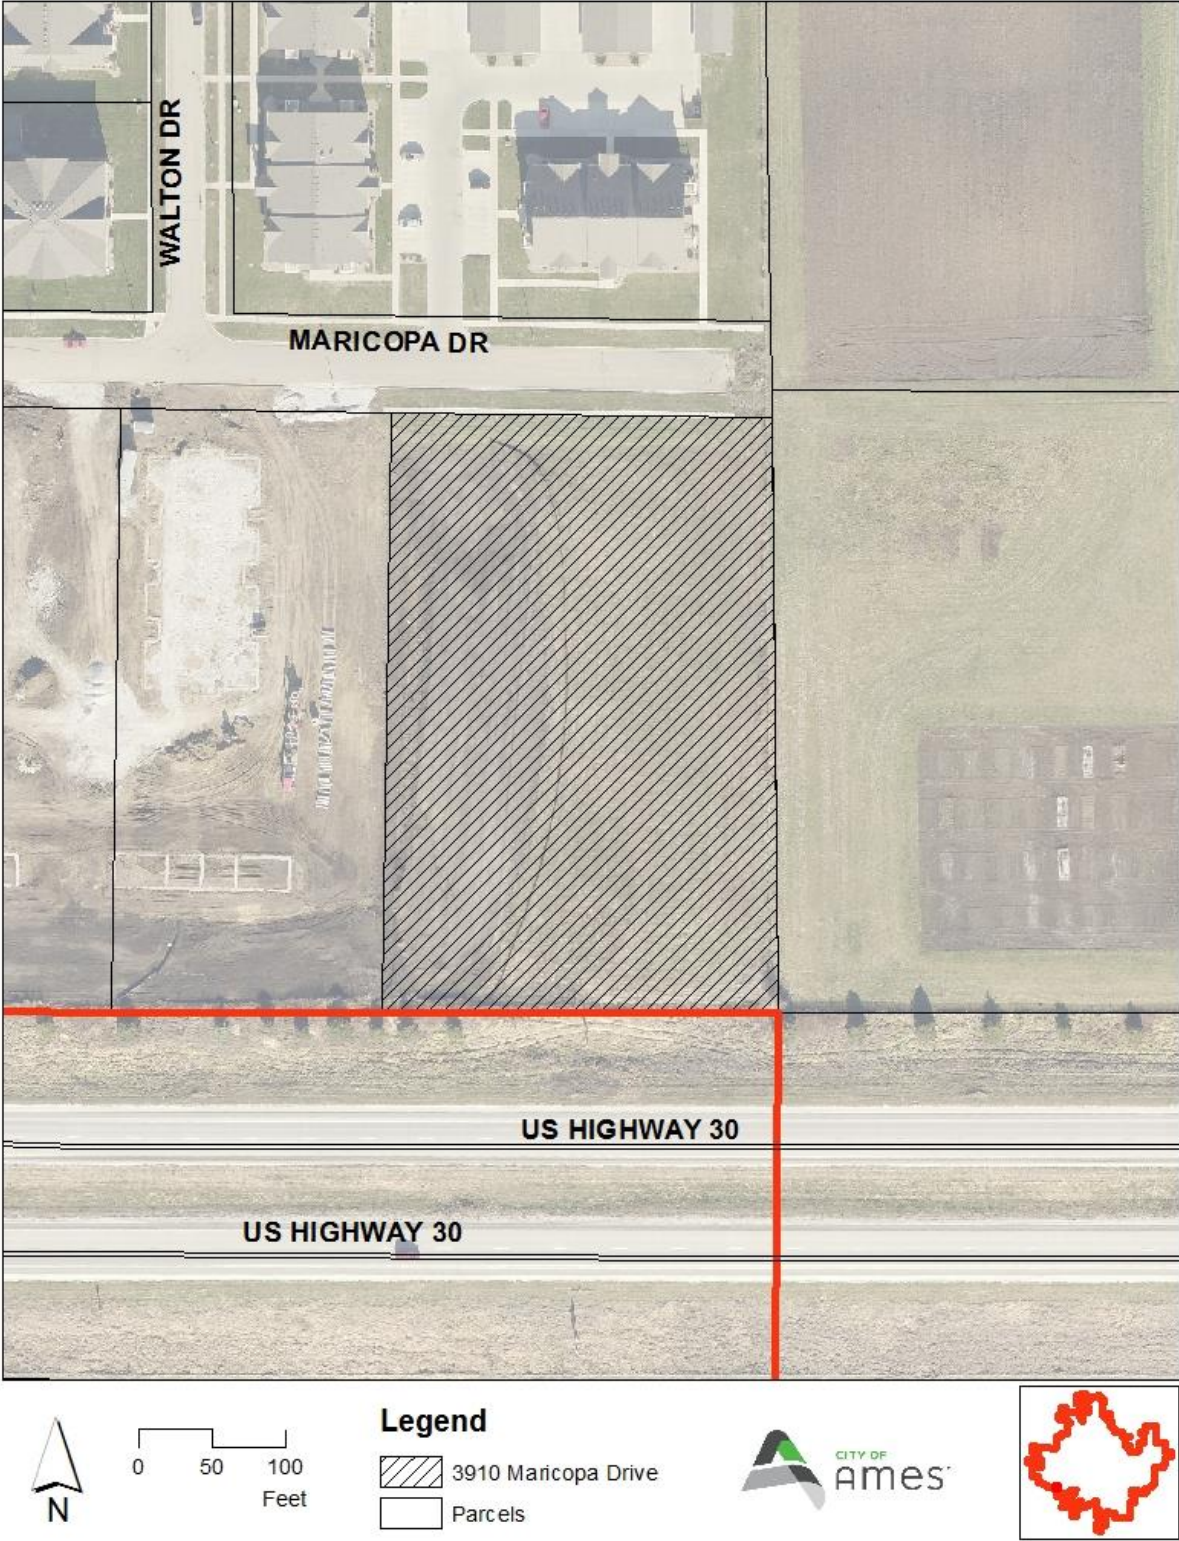 WALTON DR
MARICOPA DR
US HIGHWAY 30
US HIGHWAY 30
N
0 50 100
Feet
Legend
3910 Maricopa Drive
Parcels
CITY OF
Ames